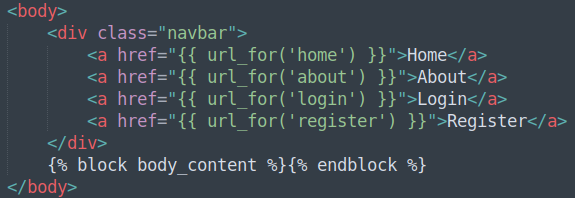 <body>
    <div class="navbar">
        <a href="{{ url_for('home') }}">Home</a>
        <a href="{{ url_for('about') }}">About</a>
        <a href="{{ url_for('login') }}">Login</a>
        <a href="{{ url_for('register') }}">Register</a>
    </div>
    {% block body_content %}{% endblock %}
</body>